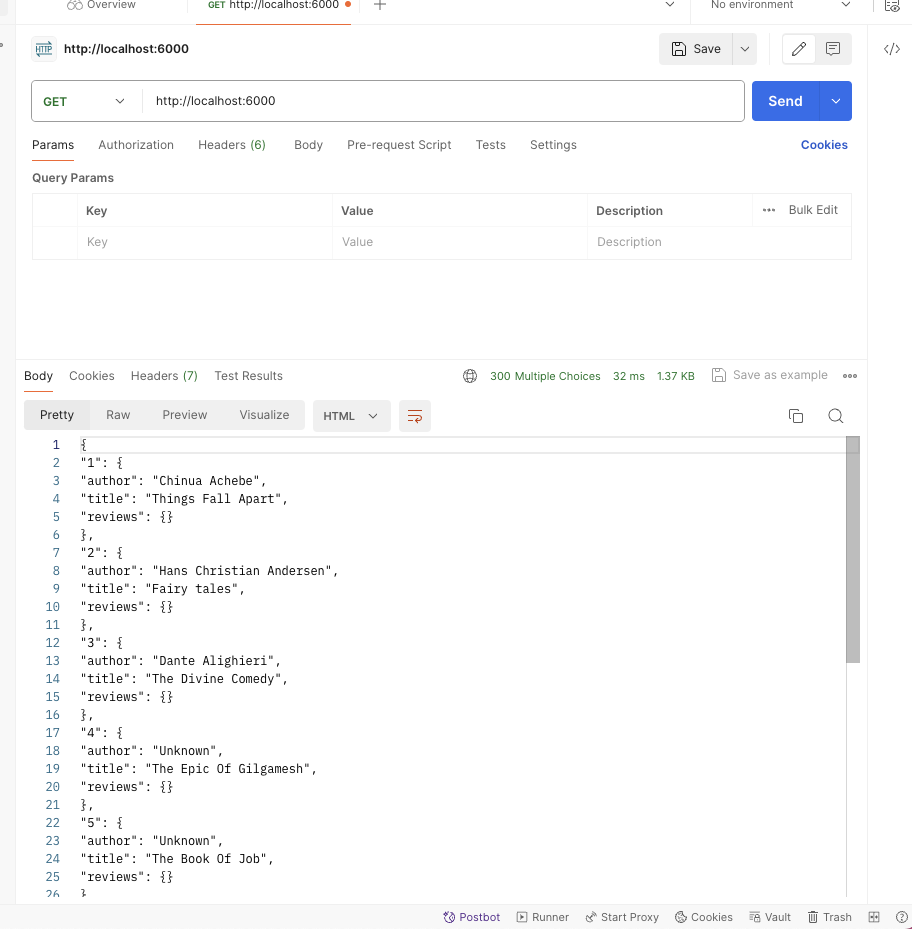 Overview
GET http://localhost:6000
No environment
HTTP http://localhost:6000
Save
GET http://localhost:6000 Send
Params Authorization Headers (6) Body Pre-request Script Tests Settings Cookies
Query Params
Key Value Description ••• Bulk Edit
Key Value Description
Body Cookies Headers (7) Test Results 300 Multiple Choices 32 ms 1.37 KB Save as example •••
Pretty Raw Preview Visualize HTML
1 {
2 "1": {
3 "author": "Chinua Achebe",
4 "title": "Things Fall Apart",
5 "reviews": {}
6 },
7 "2": {
8 "author": "Hans Christian Andersen",
9 "title": "Fairy tales",
10 "reviews": {}
11 },
12 "3": {
13 "author": "Dante Alighieri",
14 "title": "The Divine Comedy",
15 "reviews": {}
16 },
17 "4": {
18 "author": "Unknown",
19 "title": "The Epic Of Gilgamesh",
20 "reviews": {}
21 },
22 "5": {
23 "author": "Unknown",
24 "title": "The Book Of Job",
25 "reviews": {}
26 }
Postbot Runner Start Proxy Cookies Vault Trash